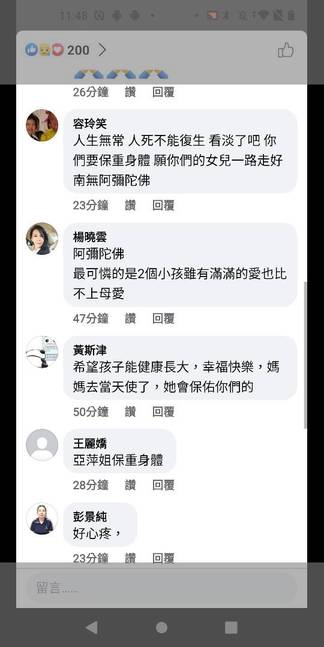 11:48
200
26分鐘 讚 回覆
容玲笑
人生無常 人死不能復生 看淡了吧 你
們要保重身體 願你們的女兒一路走好
南無阿彌陀佛
23分鐘 讚 回覆
楊曉雲
阿彌陀佛
最可憐的是2個小孩雖有滿滿的愛也比
不上母愛
47分鐘 讚 回覆
黃斯津
希望孩子能健康長大，幸福快樂，媽
媽去當天使了，她會保佑你們的
50分鐘 讚 回覆
王麗嬌
亞萍姐保重身體
28分鐘 讚 回覆
彭景純
好心疼，
23分鐘 讚 回覆
留言......